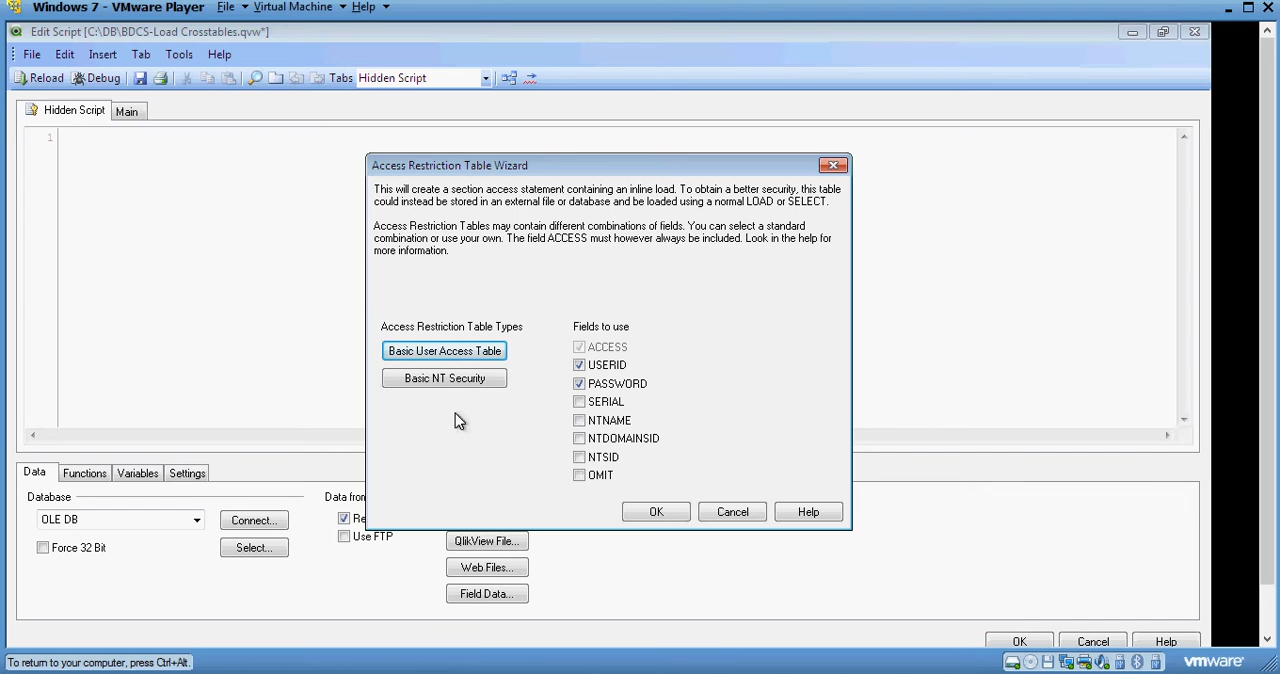 Windows 7 - VMware Player File Virtual Machine Help
Edit Script [C:\DB\BDCS-Load Crosstables.qvw*]
File Edit Insert Tab Tools Help
Reload Debug Tabs Hidden Script
Hidden Script Main
1
Access Restriction Table Wizard
This will create a section access statement containing an inline load. To obtain a better security, this table
could instead be stored in an external file or database and be loaded using a normal LOAD or SELECT.
Access Restriction Tables may contain different combinations of fields. You can select a standard
combination or use your own. The field ACCESS must however always be included. Look in the help for
more information.
Access Restriction Table Types
Fields to use
Basic User Access Table
Basic NT Security
ACCESS
USERID
PASSWORD
SERIAL
NTNAME
NTDOMAINSID
NTSID
OMIT
OK Cancel Help
Data Functions Variables Settings
Database
OLE DB
Connect...
Force 32 Bit
Select...
Data from
Re
Use FTP
QlikView File...
Web Files...
Field Data...
OK Cancel Help
To return to your computer, press Ctrl+Alt.
vmware